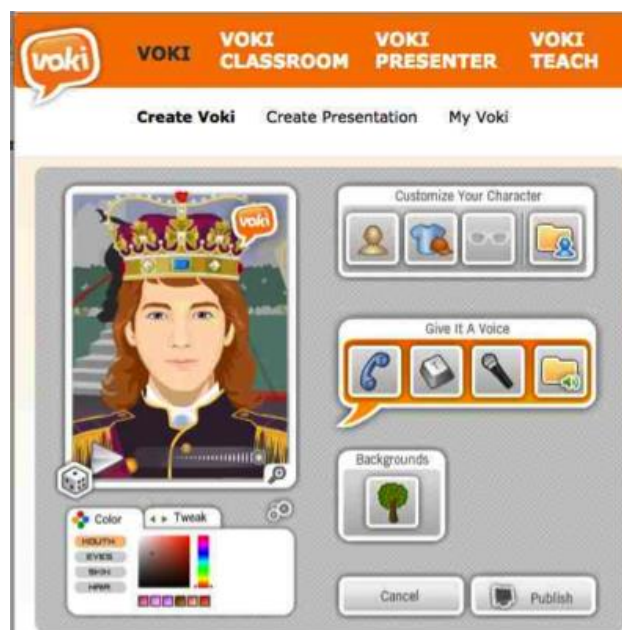 voki
VOKI
VOKI CLASSROOM
VOKI PRESENTER
VOKI TEACH
Create Voki Create Presentation My Voki
voki
Customize Your Character
Give It A Voice
Backgrounds
Color
Tweak
MOUTH
EYES
SKIN
HAIR
Cancel
Publish